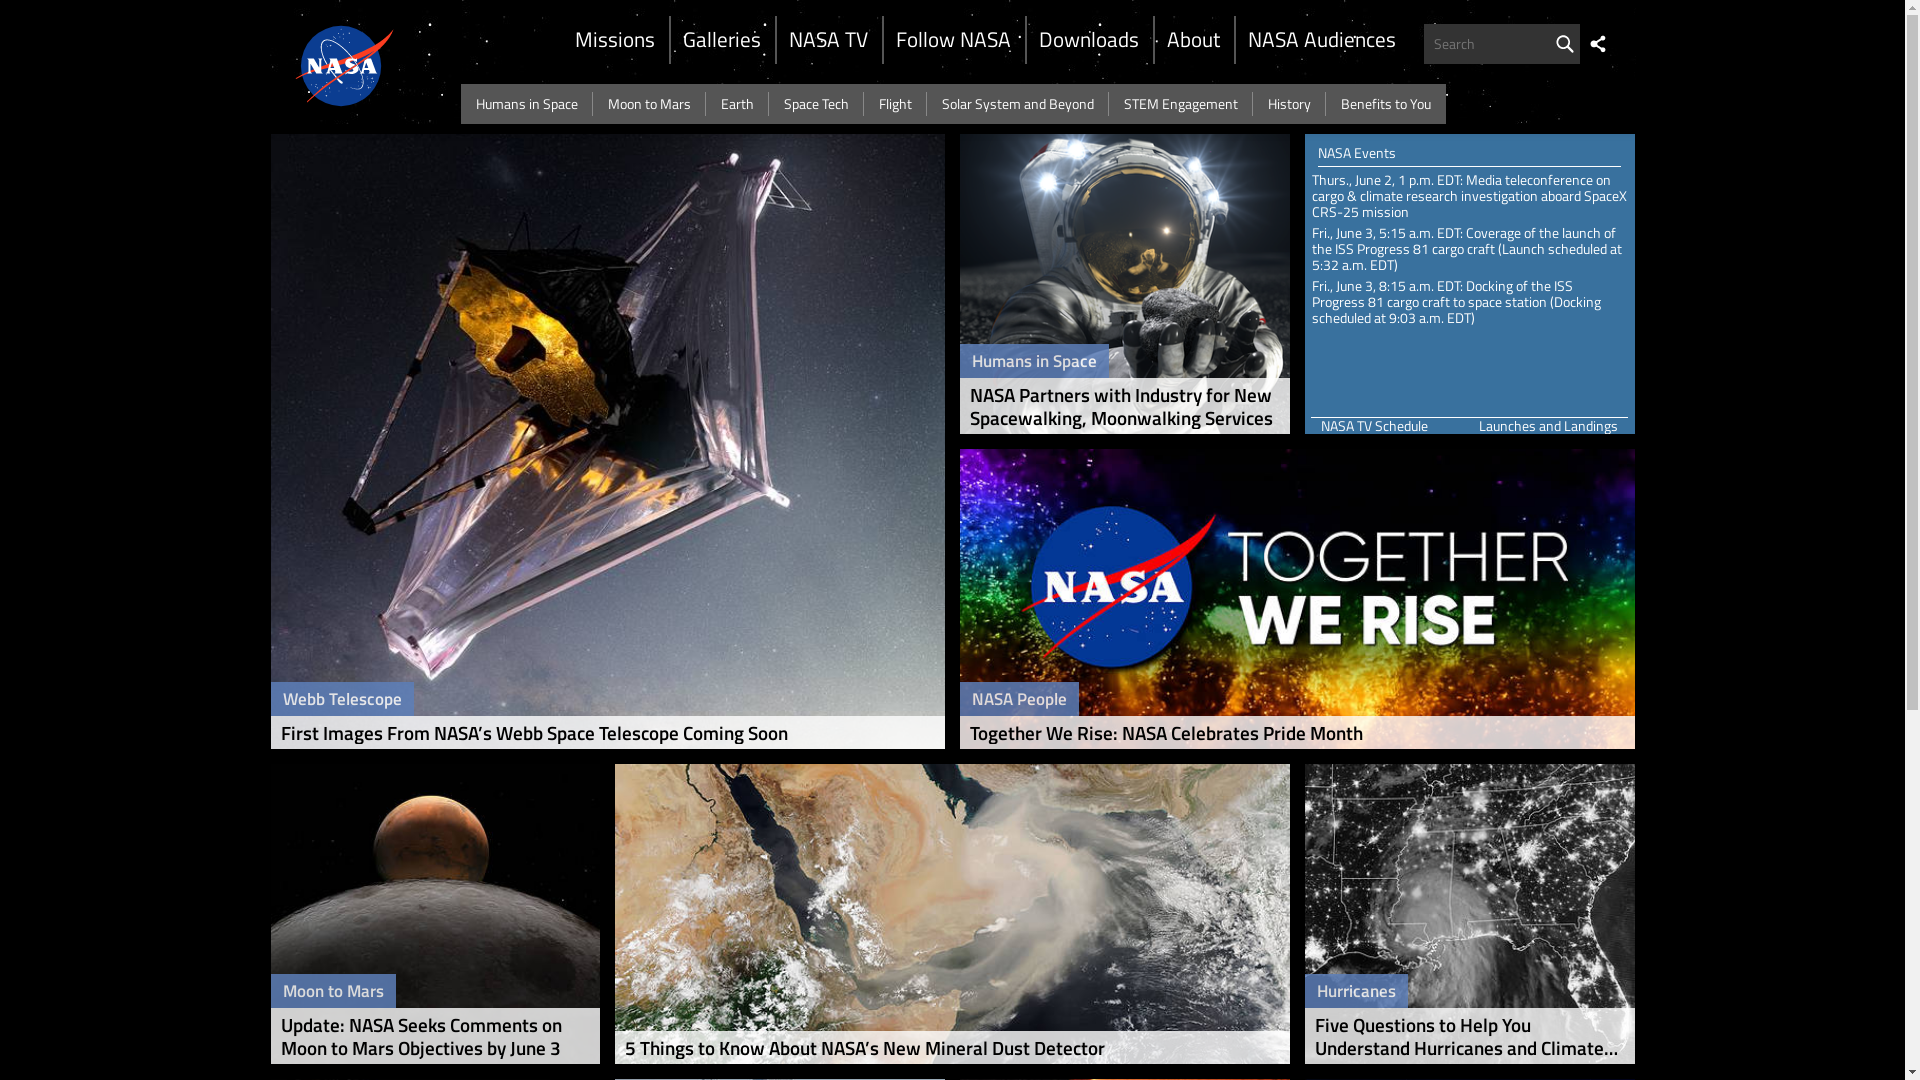 NASA
Missions
Galleries
NASA TV
Follow NASA
Downloads
About
NASA Audiences
Search
Humans in Space
Moon to Mars
Earth
Space Tech
Flight
Solar System and Beyond
STEM Engagement
History
Benefits to You
Webb Telescope
First Images From NASA’s Webb Space Telescope Coming Soon
Humans in Space
NASA Partners with Industry for New
Spacewalking, Moonwalking Services
NASA Events
Thurs., June 2, 1 p.m. EDT: Media teleconference on
cargo & climate research investigation aboard SpaceX
CRS-25 mission
Fri., June 3, 5:15 a.m. EDT: Coverage of the launch of
the ISS Progress 81 cargo craft (Launch scheduled at
5:32 a.m. EDT)
Fri., June 3, 8:15 a.m. EDT: Docking of the ISS
Progress 81 cargo craft to space station (Docking
scheduled at 9:03 a.m. EDT)
NASA TV Schedule
Launches and Landings
NASA
TOGETHER
WE RISE
NASA People
Together We Rise: NASA Celebrates Pride Month
Moon to Mars
Update: NASA Seeks Comments on
Moon to Mars Objectives by June 3
5 Things to Know About NASA’s New Mineral Dust Detector
Hurricanes
Five Questions to Help You
Understand Hurricanes and Climate...